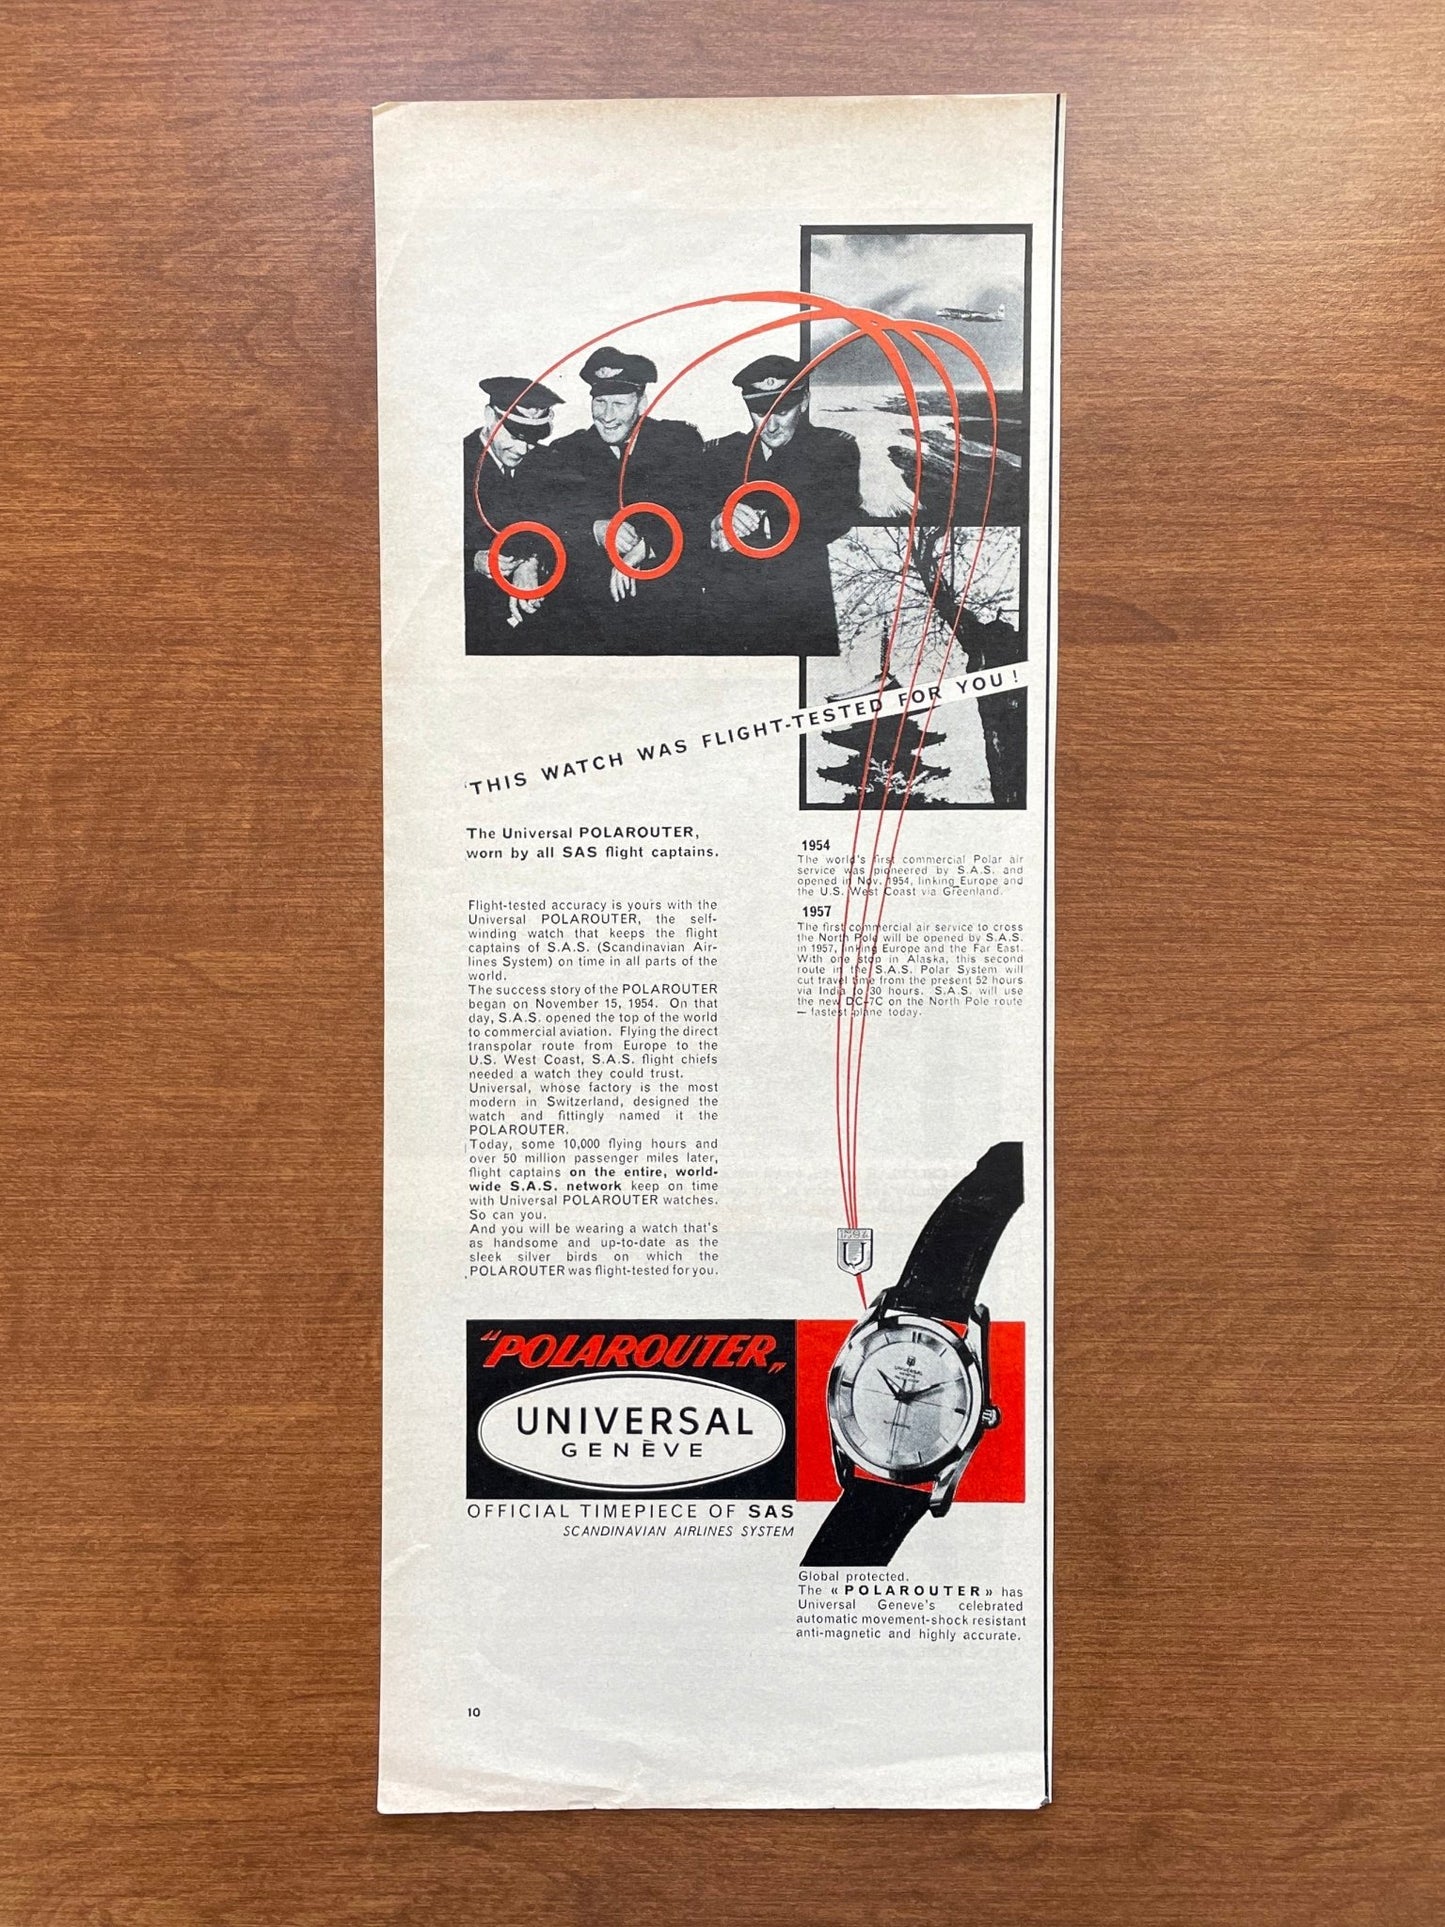 THIS WATCH WAS FLIGHT-TESTED FOR YOU !
The Universal POLAROUTER,
worn by all SAS flight captains.
Flight-tested accuracy is yours with the
Universal POLAROUTER, the self-
winding watch that keeps the flight
captains of S.A.S. (Scandinavian Air-
lines System) on time in all parts of the
world.
The success story of the POLAROUTER
began on November 15, 1954. On that
day, S.A.S. opened the top of the world
to commercial aviation. Flying the direct
transpolar route from Europe to the
U.S. West Coast, S.A.S. flight chiefs
needed a watch they could trust.
Universal, whose factory is the most
modern in Switzerland, designed the
watch and fittingly named it the
POLAROUTER.
Today, some 10,000 flying hours and
over 50 million passenger miles later,
flight captains on the entire, world-
wide S.A.S. network keep on time
with Universal POLAROUTER watches.
So can you.
And you will be wearing a watch that's
as handsome and up-to-date as the
sleek silver birds on which the
POLAROUTER was flight-tested for you.
1954
The world's first commercial Polar air
service was pioneered by S.A.S. and
opened in Nov. 1954, linking Europe and
the U.S. West Coast via Greenland.
1957
The first commercial air service to cross
the North Pole will be opened by S.A.S.
in 1957, linking Europe and the Far East.
With one stop in Alaska, this second
route in the S.A.S. Polar System will
cut travel time from the present 52 hours
via India to 30 hours. S.A.S. will use
the new DC-7C on the North Pole route
— fastest plane today.
U
UNIVERSAL
"POLAROUTER"
UNIVERSAL
GENÈVE
OFFICIAL TIMEPIECE OF SAS
SCANDINAVIAN AIRLINES SYSTEM
Global protected.
The « POLAROUTER » has
Universal Geneve's celebrated
automatic movement-shock resistant
anti-magnetic and highly accurate.
10